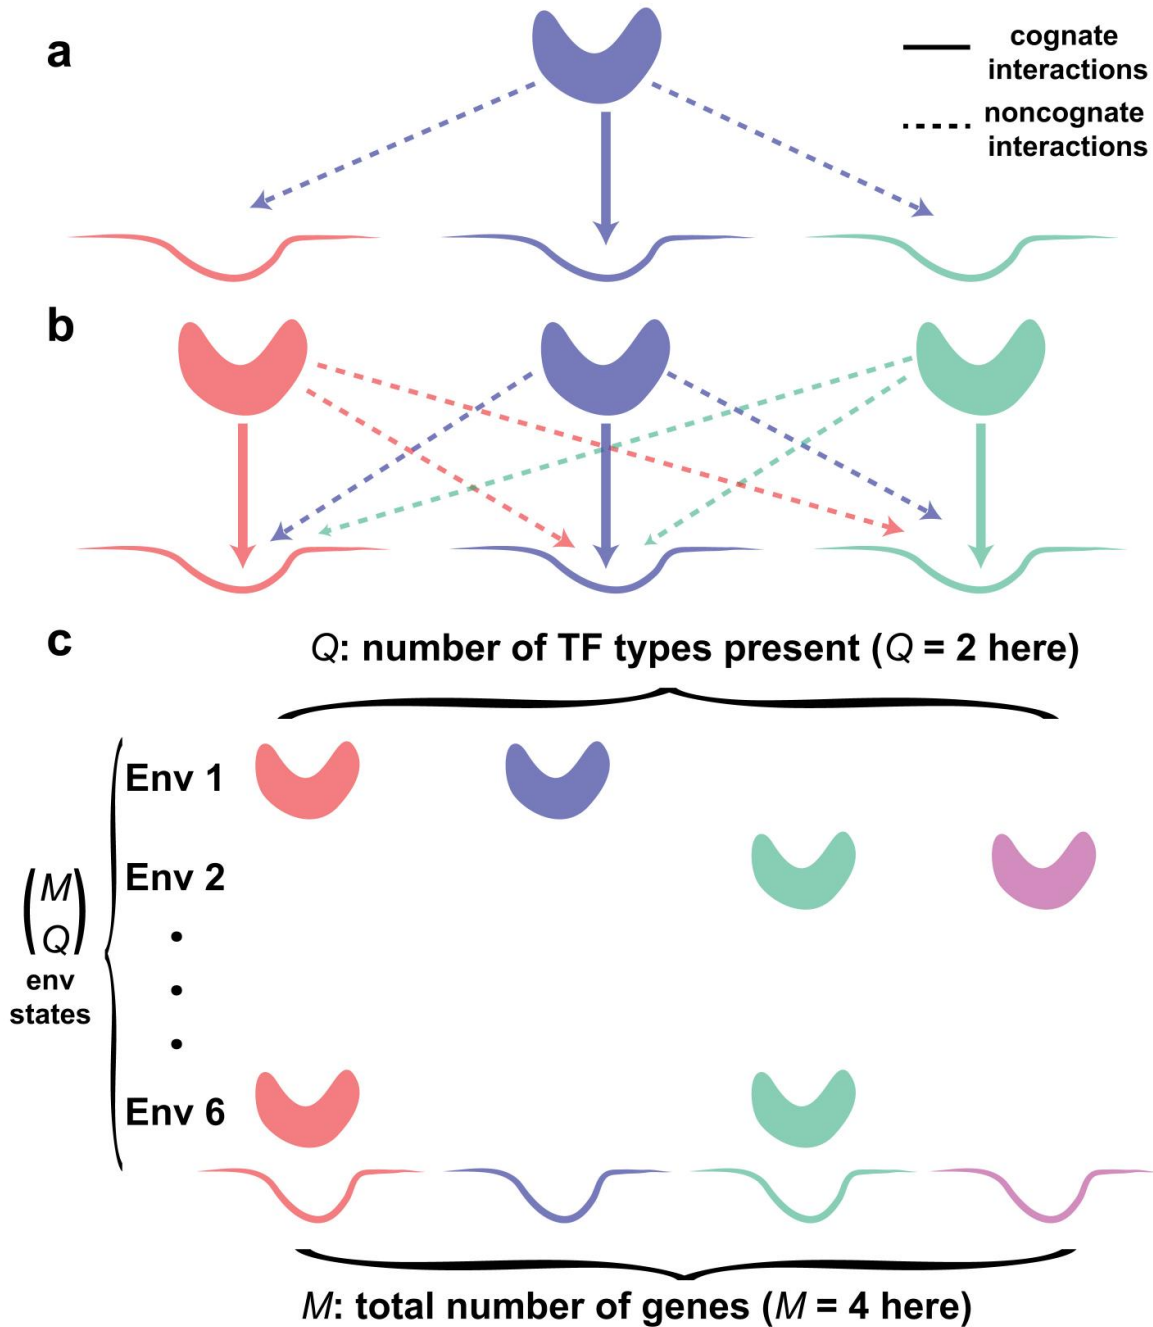 a
cognate
interactions
noncognate
interactions
b
c
Q: number of TF types present (Q = 2 here)
Env 1
Env 2
(M
Q)
env
states
Env 6
M: total number of genes (M = 4 here)